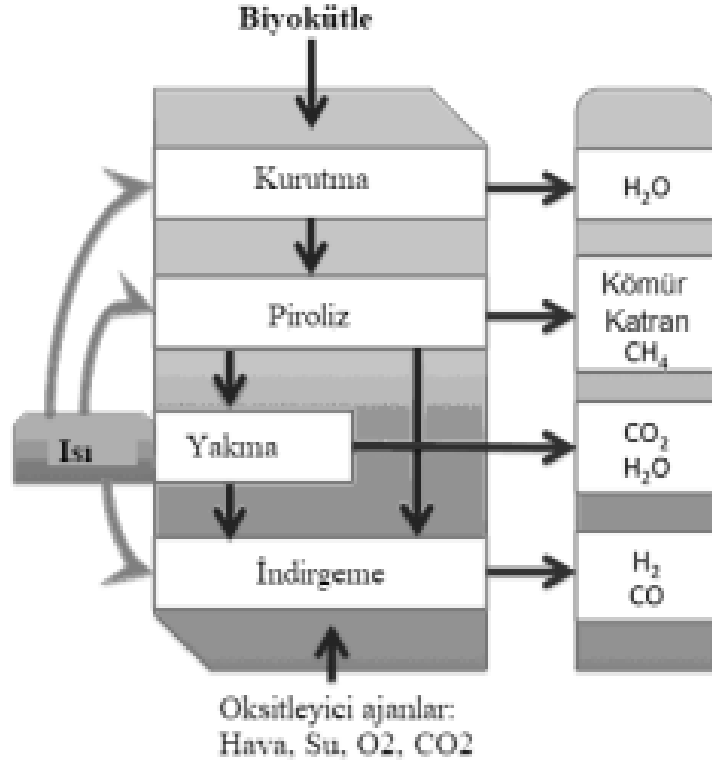 Biyokütle
Kurutma
H₂O
Piroliz
Kömür
Katran
CH₄
Isı
Yakma
CO₂
H₂O
İndirgeme
H₂
CO
Oksitleyici ajanlar:
Hava, Su, O2, CO2